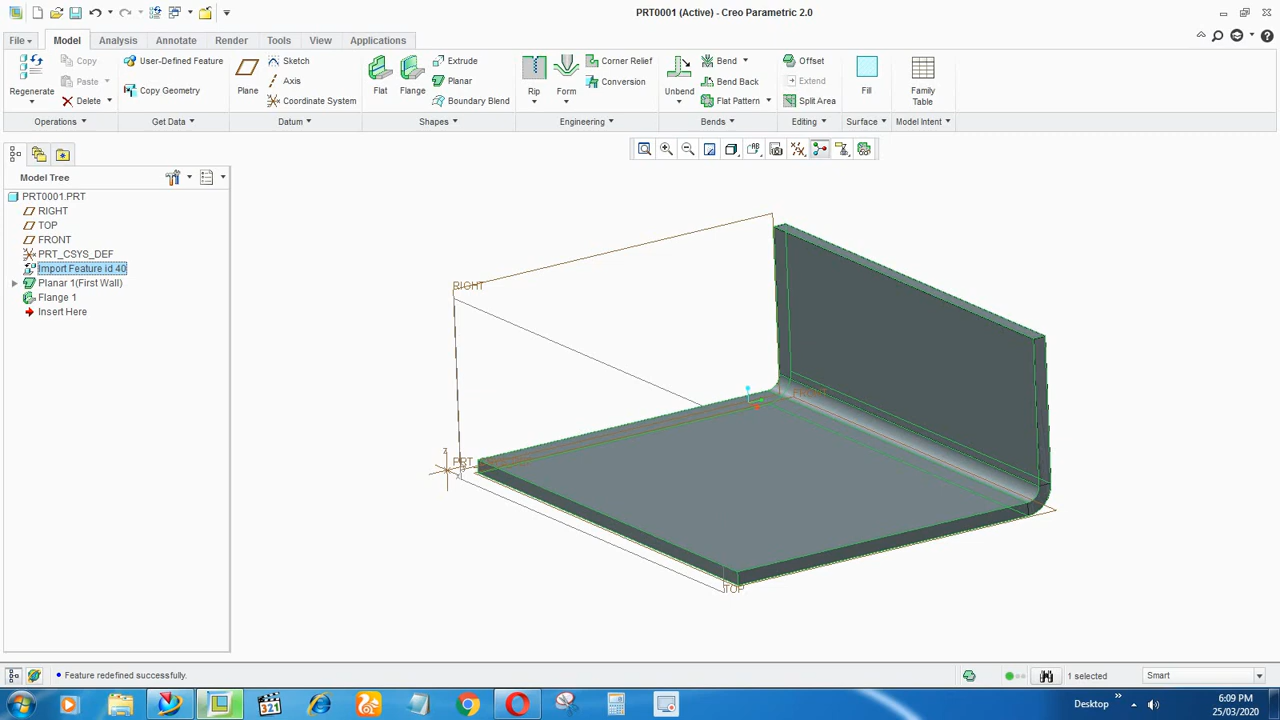 PRT0001 (Active) - Creo Parametric 2.0
File
Model
Analysis
Annotate
Render
Tools
View
Applications
Regenerate
Copy
Paste
Delete
Operations
User-Defined Feature
Copy Geometry
Get Data
Plane
Sketch
Axis
Coordinate System
Datum
Flat
Flange
Extrude
Planar
Boundary Blend
Shapes
Rip
Form
Corner Relief
Conversion
Engineering
Unbend
Bend
Bend Back
Flat Pattern
Bends
Offset
Extend
Split Area
Editing
Fill
Surface
Family
Table
Model Intent
Model Tree
PRT0001.PRT
RIGHT
TOP
FRONT
PRT_CSYS_DEF
Import Feature id 40
Planar 1(First Wall)
Flange 1
Insert Here
RIGHT
FRONT
Z
TOP
Feature redefined successfully.
1 selected
Smart
321
Desktop
»
6:09 PM
25/03/2020